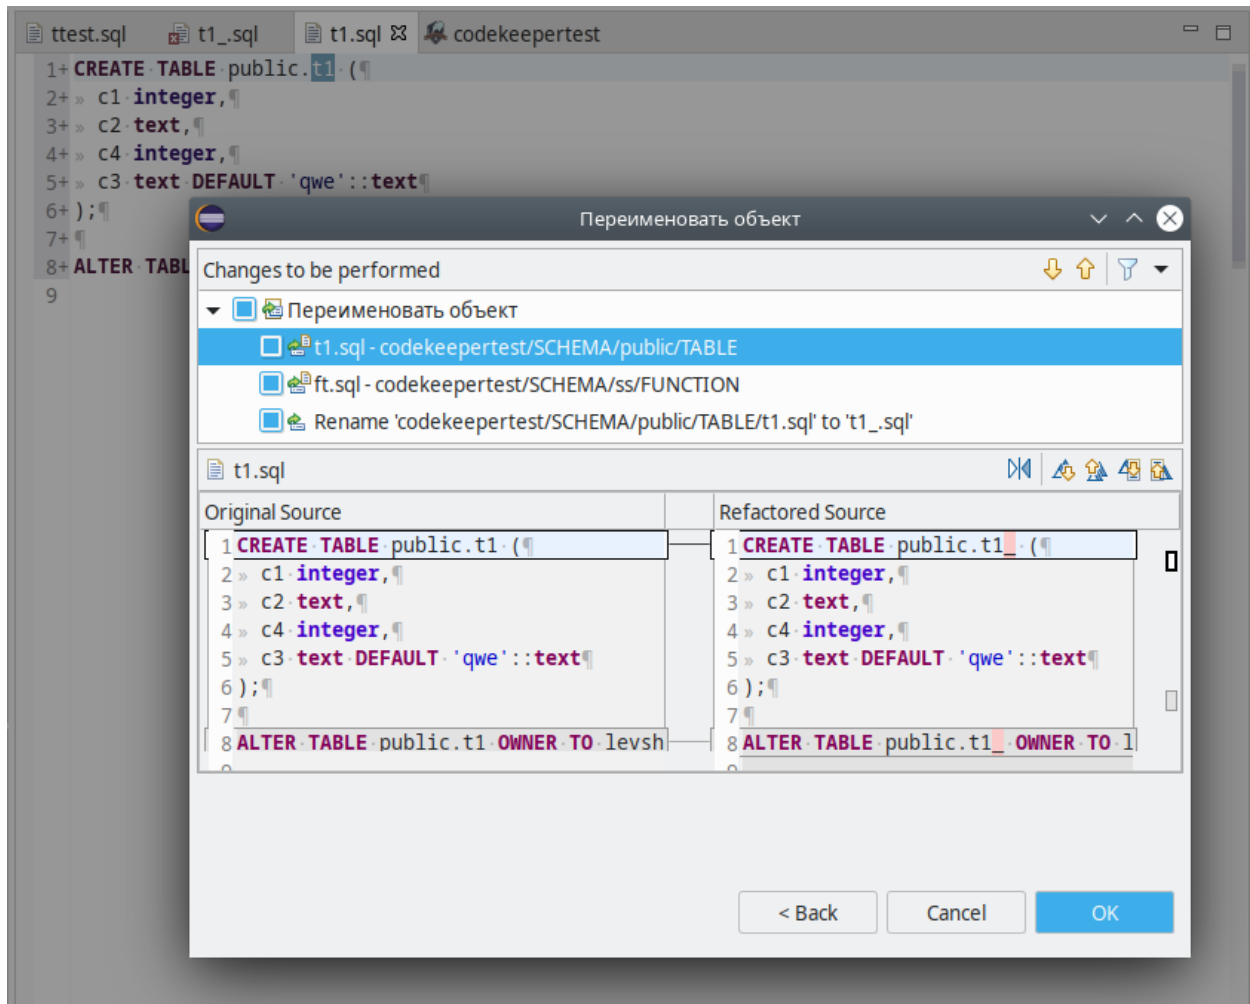 ttest.sql t1_.sql t1.sql codekeepertest
1+ CREATE·TABLE·public.t1·(¶
2+ » c1·integer,¶
3+ » c2·text,¶
4+ » c4·integer,¶
5+ » c3·text·DEFAULT·'qwe'::text¶
6+ );¶
7+ ¶
8+ ALTER·TABL
9
Переименовать объект
Changes to be performed
Переименовать объект
t1.sql - codekeepertest/SCHEMA/public/TABLE
ft.sql - codekeepertest/SCHEMA/ss/FUNCTION
Rename 'codekeepertest/SCHEMA/public/TABLE/t1.sql' to 't1_.sql'
t1.sql
Original Source
1 CREATE·TABLE·public.t1·(¶
2 » c1·integer,¶
3 » c2·text,¶
4 » c4·integer,¶
5 » c3·text·DEFAULT·'qwe'::text¶
6 );¶
7 ¶
8 ALTER·TABLE·public.t1·OWNER·TO·levsh
9
Refactored Source
1 CREATE·TABLE·public.t1_·(¶
2 » c1·integer,¶
3 » c2·text,¶
4 » c4·integer,¶
5 » c3·text·DEFAULT·'qwe'::text¶
6 );¶
7 ¶
8 ALTER·TABLE·public.t1_·OWNER·TO·l
9
< Back
Cancel
OK